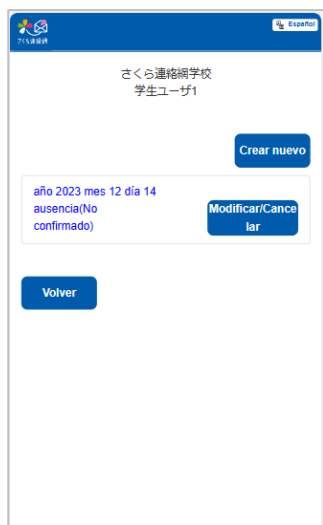 さくら連絡網
Español
さくら連絡網学校
学生ユーザ1
Crear nuevo
año 2023 mes 12 día 14
ausencia(No
confirmado)
Modificar/Cance
lar
Volver